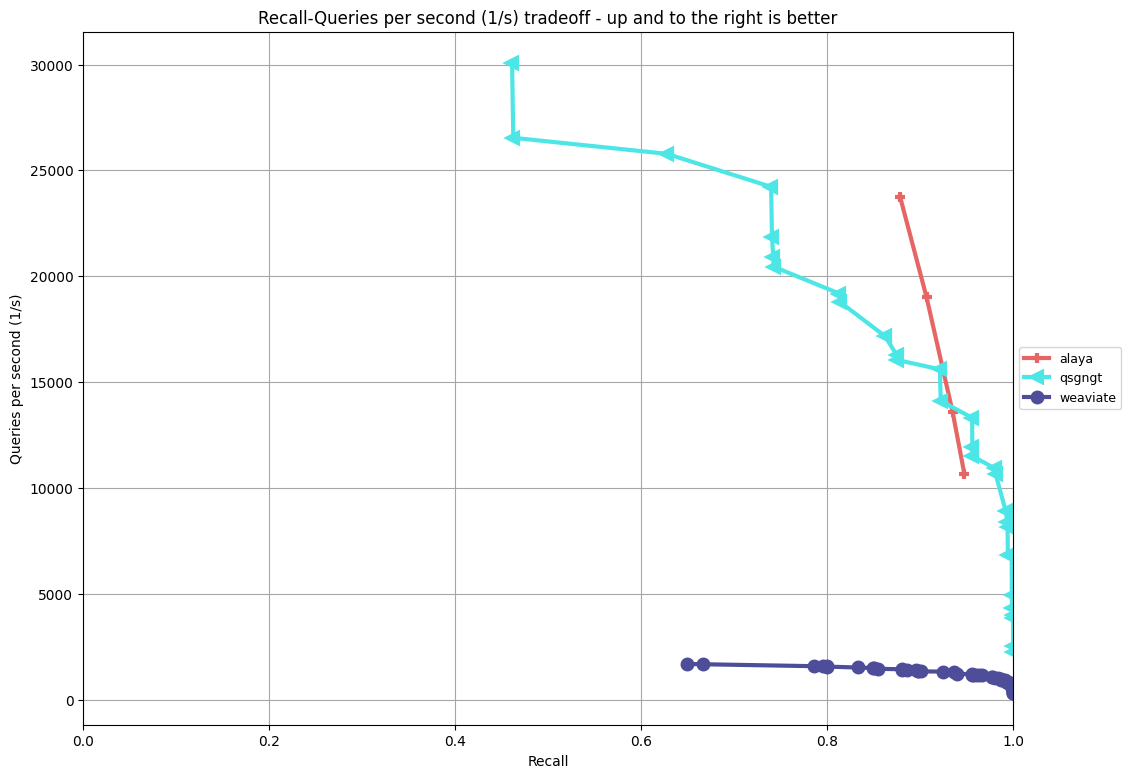 Recall-Queries per second (1/s) tradeoff - up and to the right is better
Queries per second (1/s)
30000
25000
20000
15000
10000
5000
0
0.0 0.2 0.4 0.6 0.8 1.0
Recall
alaya
qsgngt
weaviate